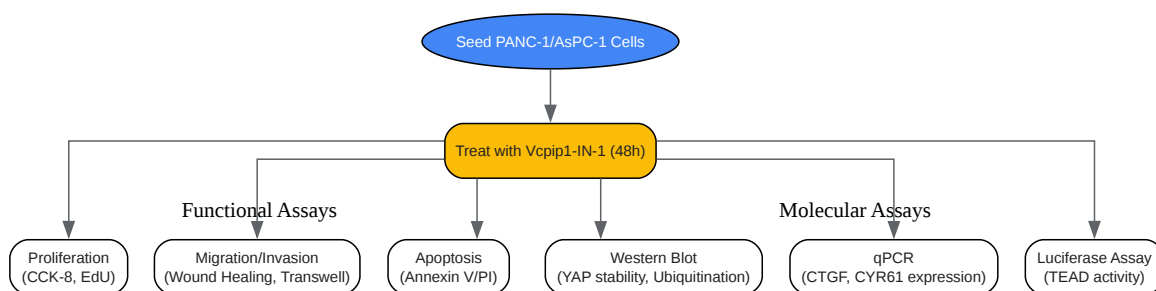 Seed PANC-1/AsPC-1 Cells
Treat with Vcpip1-IN-1 (48h)
Functional Assays
Molecular Assays
Proliferation
(CCK-8, EdU)
Migration/Invasion
(Wound Healing, Transwell)
Apoptosis
(Annexin V/PI)
Western Blot
(YAP stability, Ubiquitination)
qPCR
(CTGF, CYR61 expression)
Luciferase Assay
(TEAD activity)